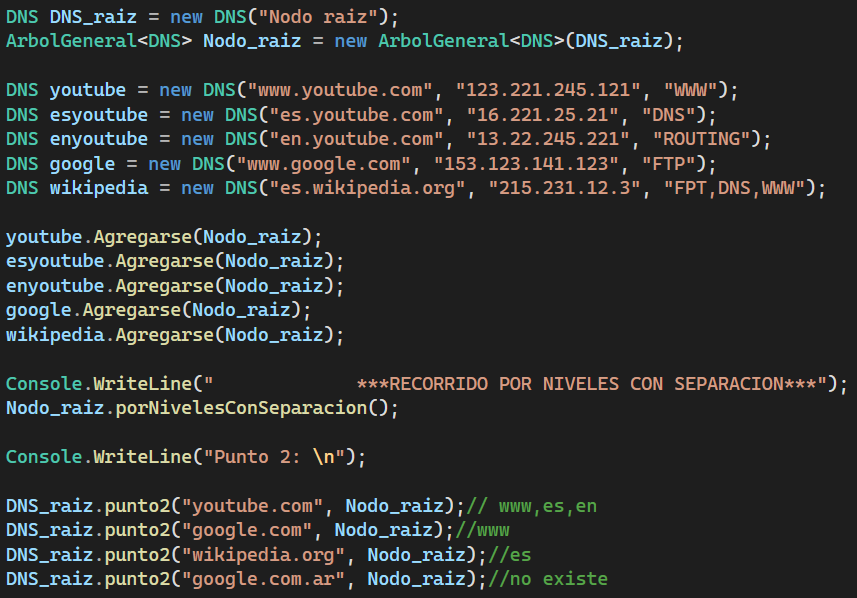 DNS DNS_raiz = new DNS("Nodo raiz");
ArbolGeneral<DNS> Nodo_raiz = new ArbolGeneral<DNS>(DNS_raiz);
DNS youtube = new DNS("www.youtube.com", "123.221.245.121", "WWW");
DNS esyoutube = new DNS("es.youtube.com", "16.221.25.21", "DNS");
DNS enyoutube = new DNS("en.youtube.com", "13.22.245.221", "ROUTING");
DNS google = new DNS("www.google.com", "153.123.141.123", "FTP");
DNS wikipedia = new DNS("es.wikipedia.org", "215.231.12.3", "FPT,DNS,WWW");
youtube.Agregarse(Nodo_raiz);
esyoutube.Agregarse(Nodo_raiz);
enyoutube.Agregarse(Nodo_raiz);
google.Agregarse(Nodo_raiz);
wikipedia.Agregarse(Nodo_raiz);
Console.WriteLine("             ***RECORRIDO POR NIVELES CON SEPARACION***");
Nodo_raiz.porNivelesConSeparacion();
Console.WriteLine("Punto 2: \n");
DNS_raiz.punto2("youtube.com", Nodo_raiz);// www,es,en
DNS_raiz.punto2("google.com", Nodo_raiz);//www
DNS_raiz.punto2("wikipedia.org", Nodo_raiz);//es
DNS_raiz.punto2("google.com.ar", Nodo_raiz);//no existe